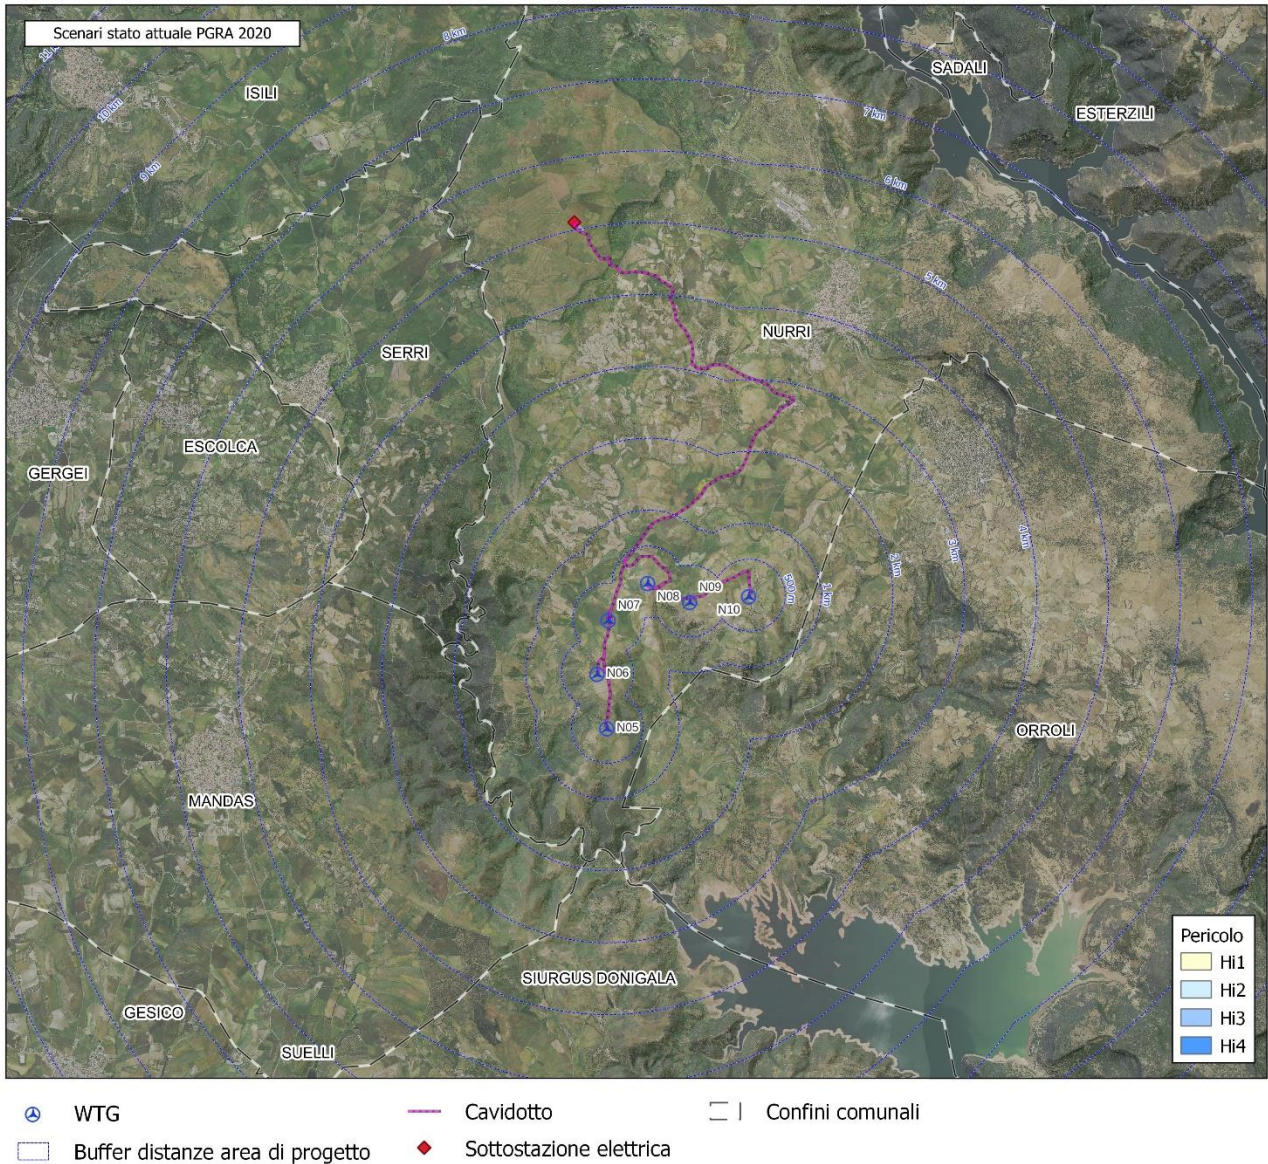 Scenari stato attuale PGRA 2020
8 km
10 km
ISILI
SADALI
7 km
ESTERZILI
9 km
6 km
5 km
NURRI
SERRI
ESCOLCA
GERGEI
4 km
3 km
2 km
1 km
500 m
N09
N08
N10
N07
N06
N05
ORROLI
MANDAS
SIURGUS DONIGALA
GESICO
SUELLI
Pericolo
Hi1
Hi2
Hi3
Hi4
WTG
Cavidotto
Confini comunali
Buffer distanze area di progetto
Sottostazione elettrica